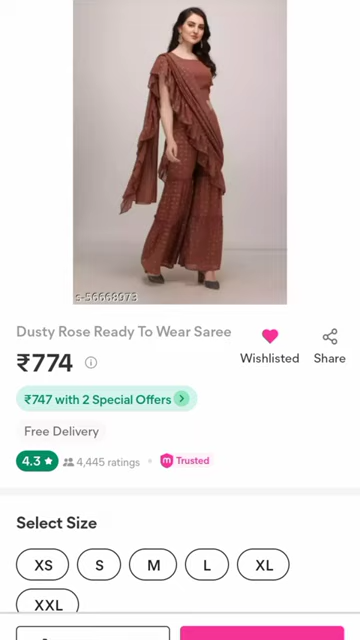 s-56668973
Dusty Rose Ready To Wear Saree
₹774
Wishlisted
Share
₹747 with 2 Special Offers
Free Delivery
4.3 ★ 4,445 ratings • m Trusted
Select Size
XS S M L XL
XXL